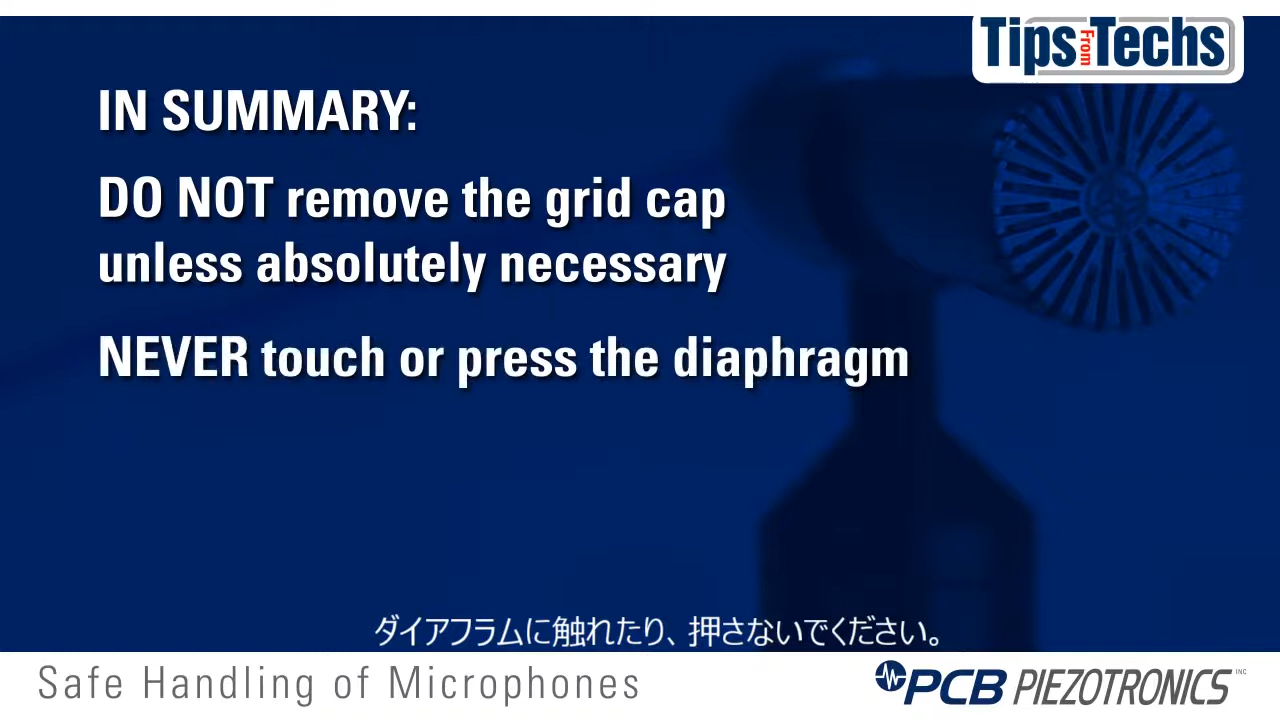 Tips From Techs
IN SUMMARY:
DO NOT remove the grid cap
unless absolutely necessary
NEVER touch or press the diaphragm
ダイアフラムに触れたり、押さないでください。
Safe Handling of Microphones
PCB PIEZOTRONICS INC